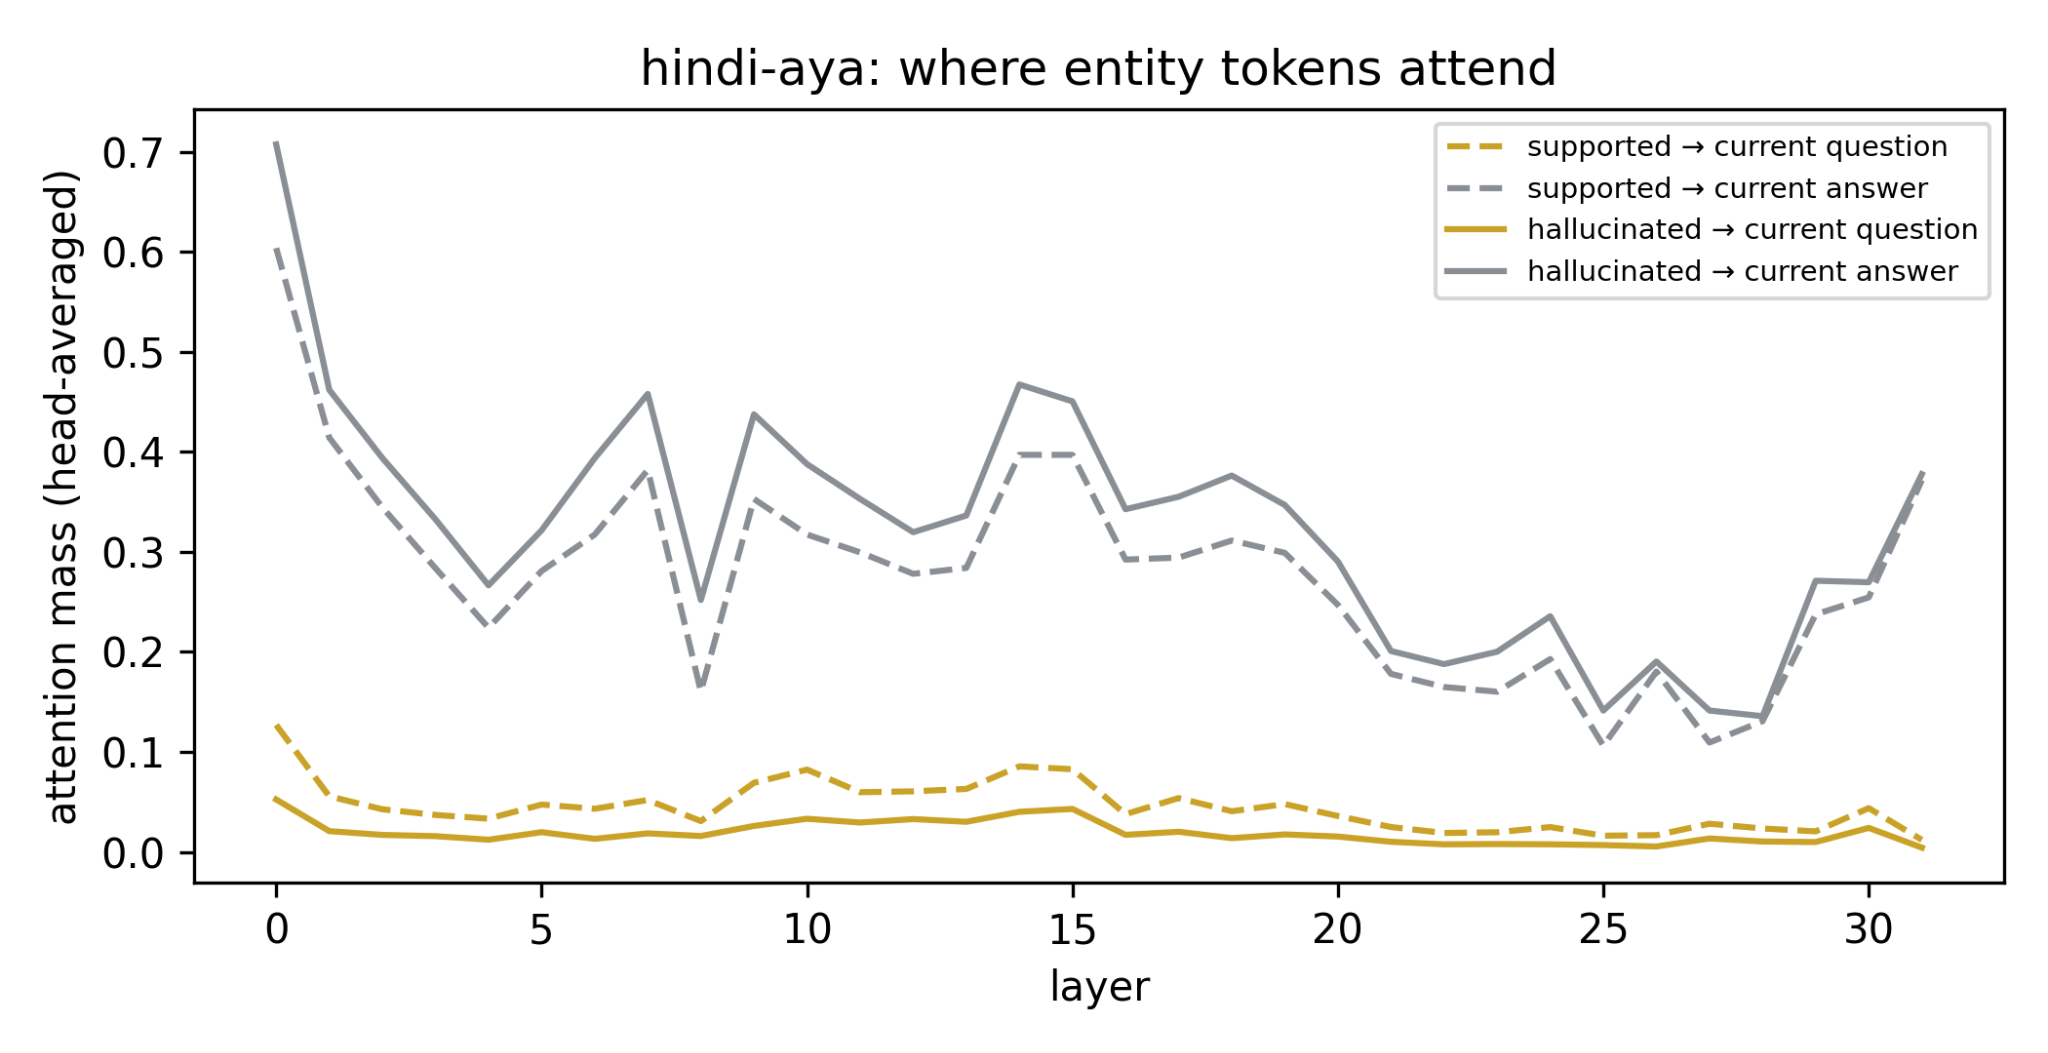 hindi-aya: where entity tokens attend
attention mass (head-averaged)
0.7
0.6
0.5
0.4
0.3
0.2
0.1
0.0
supported → current question
supported → current answer
hallucinated → current question
hallucinated → current answer
0 5 10 15 20 25 30
layer